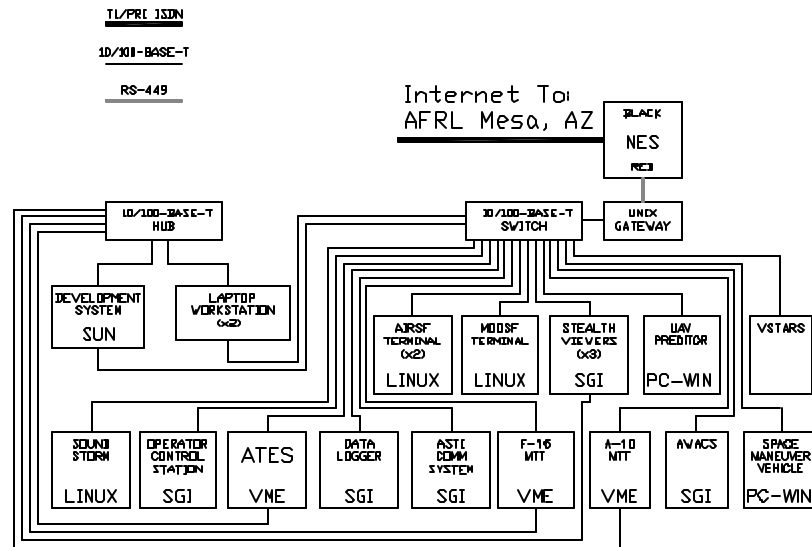 T1/PRI ISDN
10/100-BASE-T
RS-449
Internet To:
AFRL Mesa, AZ
BLACK
NES
RED
10/100-BASE-T
HUB
10/100-BASE-T
SWITCH
UNIX
GATEWAY
DEVELOPMENT
SYSTEM
SUN
LAPTOP
WORKSTATION
(x2)
AIRSF
TERMINAL
(x2)
LINUX
MODSF
TERMINAL
LINUX
STEALTH
VIEWERS
(x3)
SGI
UAV
PREDITOR
PC-WIN
VSTARS
SOUND
STORM
LINUX
OPERATOR
CONTROL
STATION
SGI
ATES
VME
DATA
LOGGER
SGI
ASTI
COMM
SYSTEM
SGI
F-16
MTT
VME
A-10
MTT
VME
AWACS
SGI
SPACE
MANEUVER
VEHICLE
PC-WIN